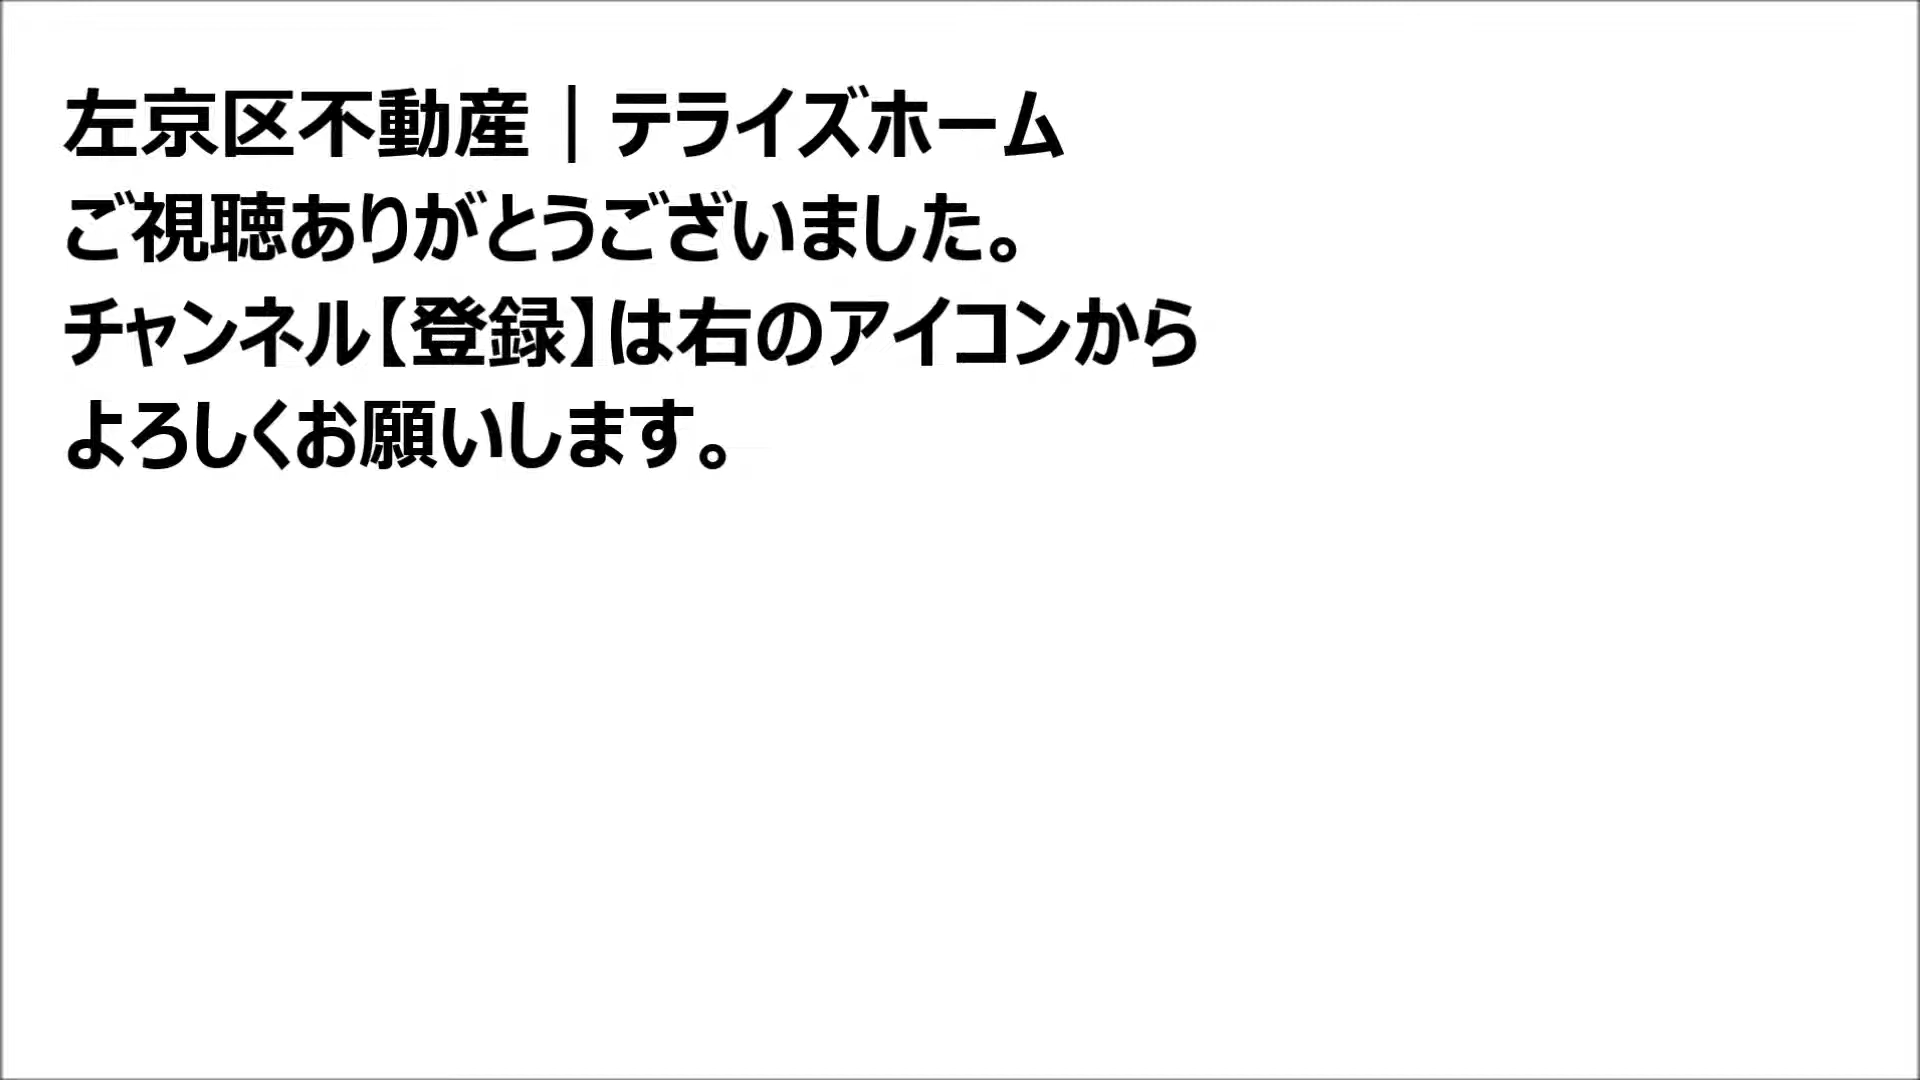 左京区不動産｜テライズホーム
ご視聴ありがとうございました。
チャンネル【登録】は右のアイコンから
よろしくお願いします。